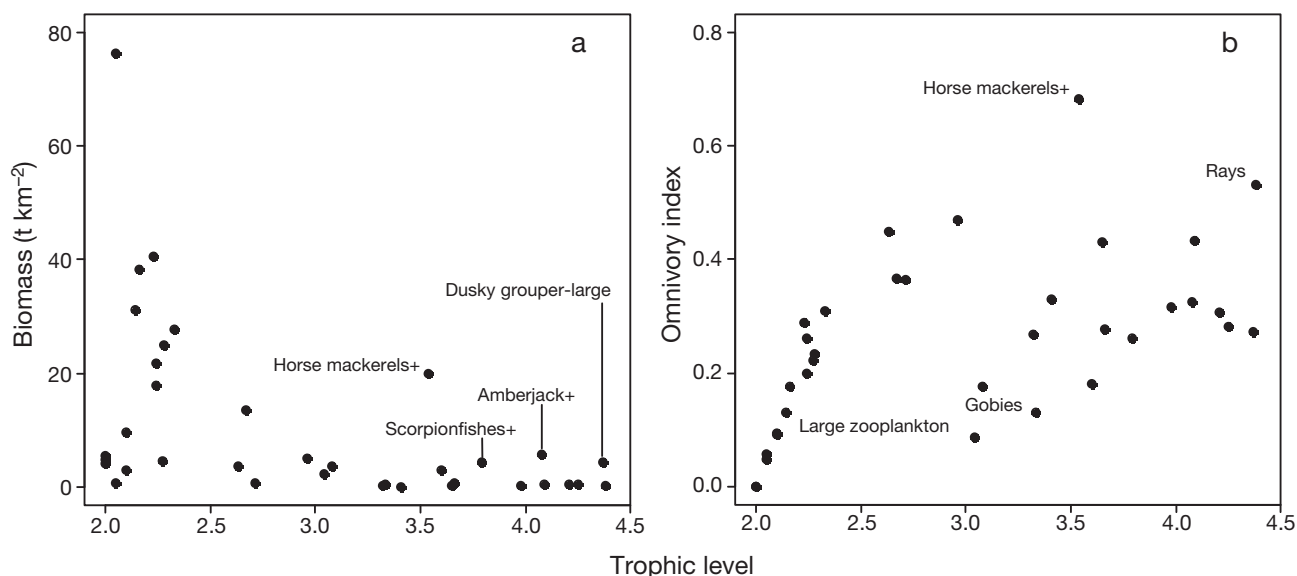 a
80
60
40
20
0
Biomass (t km⁻²)
Dusky grouper-large
Horse mackerels+
Amberjack+
Scorpionfishes+
2.0 2.5 3.0 3.5 4.0 4.5
b
0.8
0.6
0.4
0.2
0.0
Omnivory index
Horse mackerels+
Rays
Gobies
Large zooplankton
2.0 2.5 3.0 3.5 4.0 4.5
Trophic level